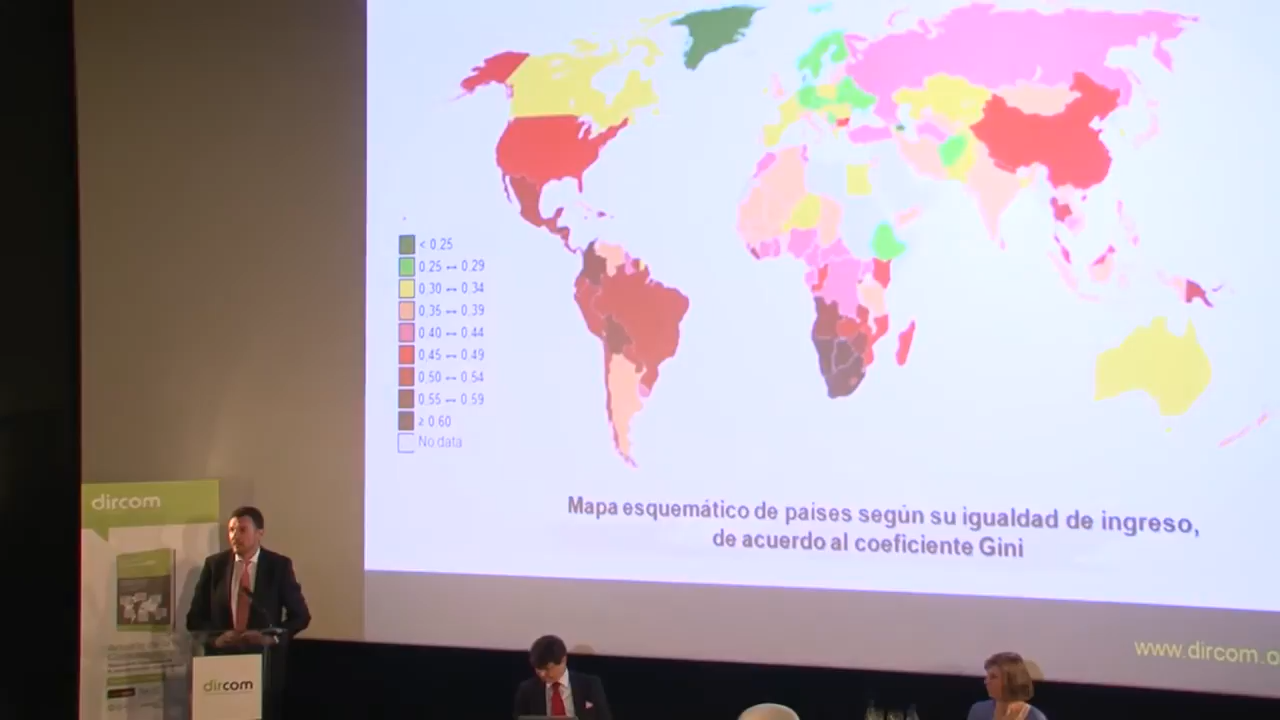 < 0.25
0.25 – 0.29
0.30 – 0.34
0.35 – 0.39
0.40 – 0.44
0.45 – 0.49
0.50 – 0.54
0.55 – 0.59
≥ 0.60
No data
Mapa esquemático de países según su igualdad de ingreso,
de acuerdo al coeficiente Gini
www.dircom.o
dircom
dircom